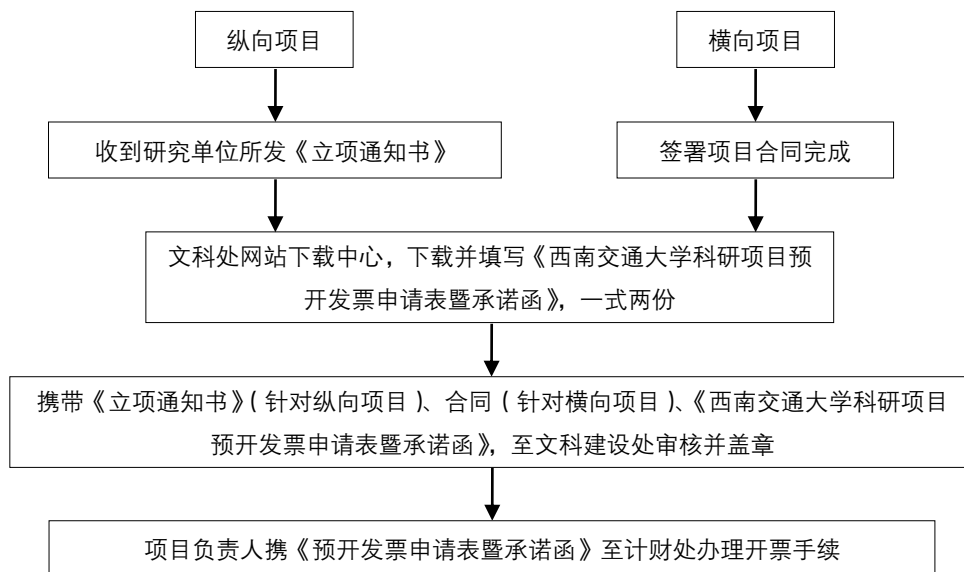 纵向项目
横向项目
收到研究单位所发《立项通知书》
签署项目合同完成
文科处网站下载中心，下载并填写《西南交通大学科研项目预
开发票申请表暨承诺函》，一式两份
携带《立项通知书》（针对纵向项目）、合同（针对横向项目）、《西南交通大学科研项目
预开发票申请表暨承诺函》，至文科建设处审核并盖章
项目负责人携《预开发票申请表暨承诺函》至计财处办理开票手续